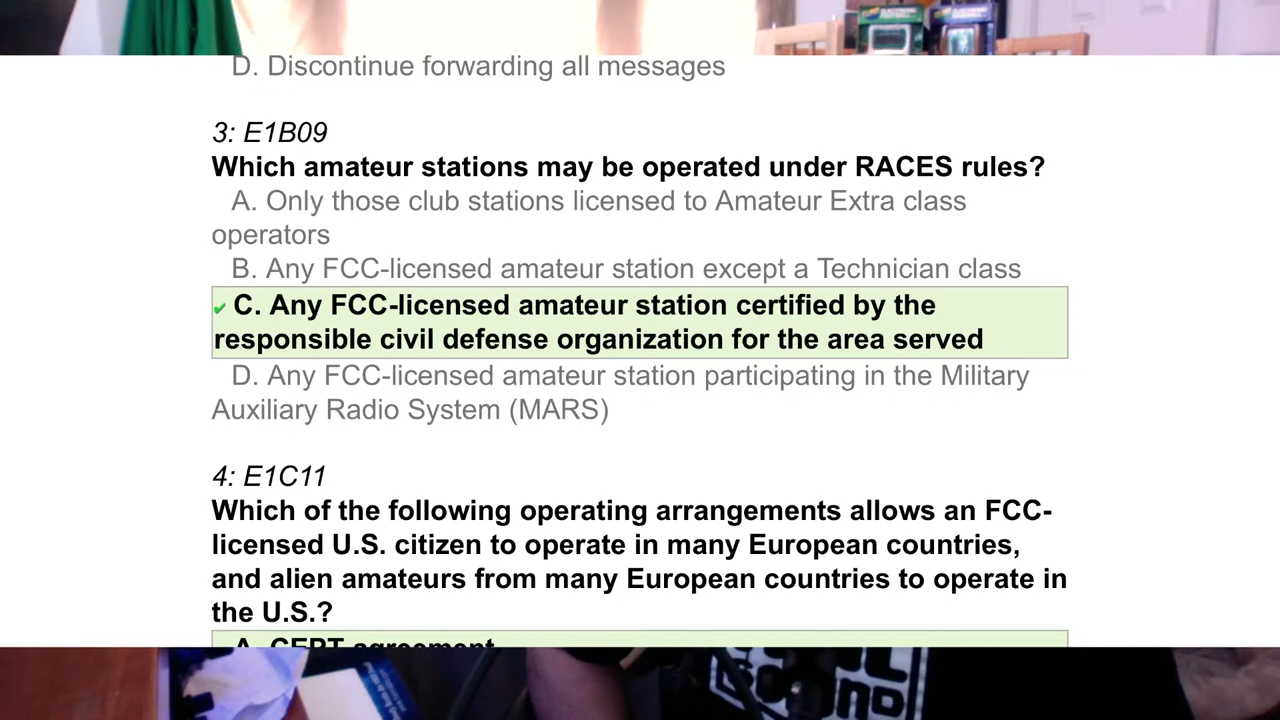 D. Discontinue forwarding all messages
3: E1B09
Which amateur stations may be operated under RACES rules?
A. Only those club stations licensed to Amateur Extra class
operators
B. Any FCC-licensed amateur station except a Technician class
✔ C. Any FCC-licensed amateur station certified by the
responsible civil defense organization for the area served
D. Any FCC-licensed amateur station participating in the Military
Auxiliary Radio System (MARS)
4: E1C11
Which of the following operating arrangements allows an FCC-
licensed U.S. citizen to operate in many European countries,
and alien amateurs from many European countries to operate in
the U.S.?
A. CEPT agreement